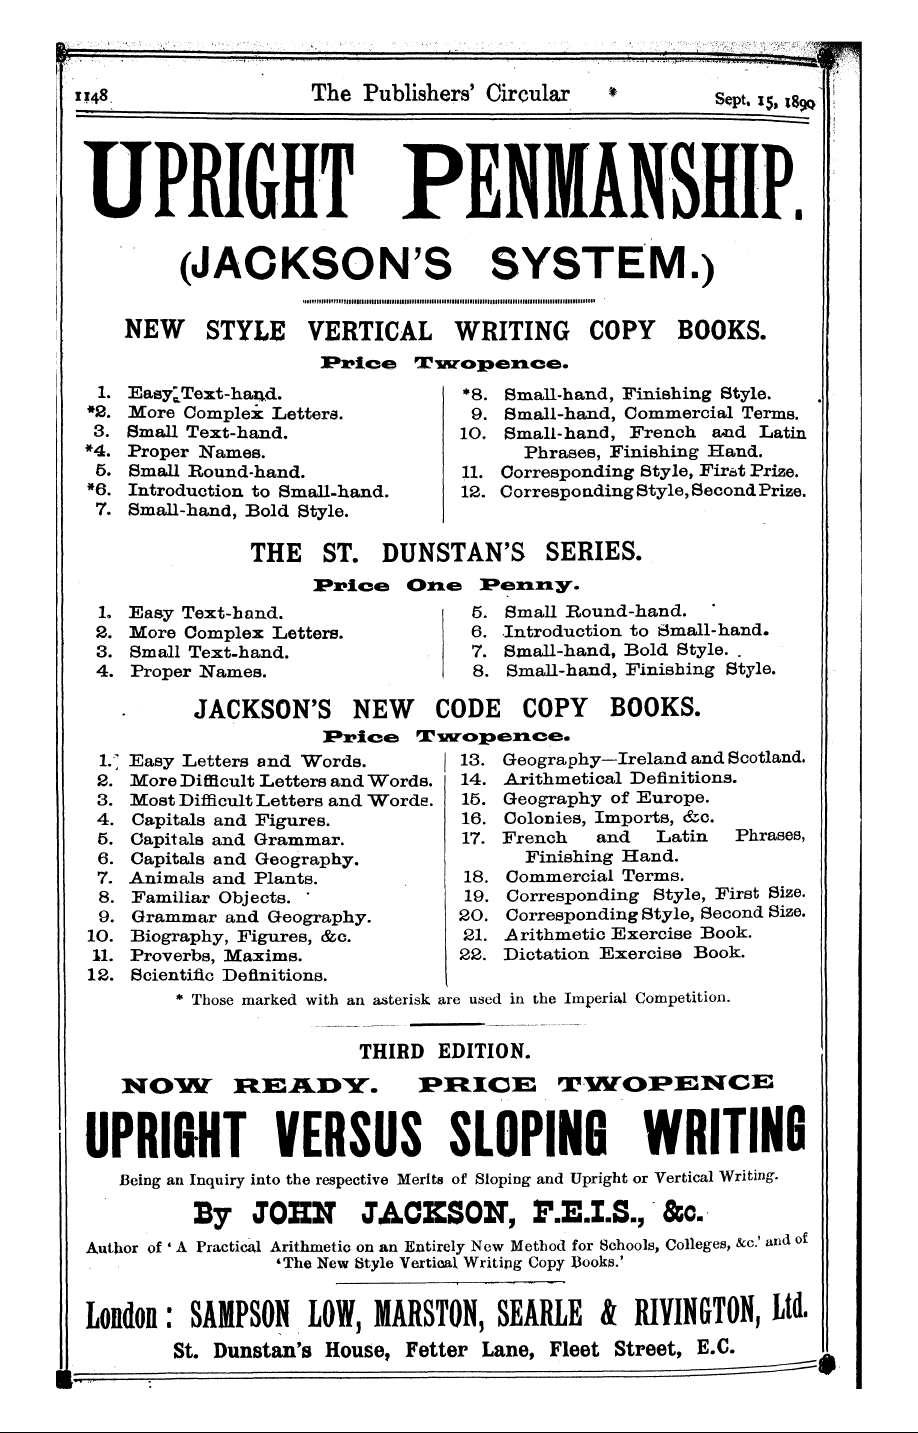 1148
The Publishers' Circular
Sept. 15, 1890
UPRIGHT PENMANSHIP.
(JACKSON'S SYSTEM.)
NEW STYLE VERTICAL WRITING COPY BOOKS.
Price Twopence.
1. Easy Text-hand.
*2. More Complex Letters.
3. Small Text-hand.
*4. Proper Names.
5. Small Round-hand.
*6. Introduction to Small-hand.
7. Small-hand, Bold Style.
*8. Small-hand, Finishing Style.
9. Small-hand, Commercial Terms.
10. Small-hand, French and Latin
Phrases, Finishing Hand.
11. Corresponding Style, First Prize.
12. Corresponding Style, Second Prize.
THE ST. DUNSTAN'S SERIES.
Price One Penny.
1. Easy Text-hand.
2. More Complex Letters.
3. Small Text-hand.
4. Proper Names.
5. Small Round-hand.
6. Introduction to Small-hand.
7. Small-hand, Bold Style.
8. Small-hand, Finishing Style.
JACKSON'S NEW CODE COPY BOOKS.
Price Twopence.
1. Easy Letters and Words.
2. More Difficult Letters and Words.
3. Most Difficult Letters and Words.
4. Capitals and Figures.
5. Capitals and Grammar.
6. Capitals and Geography.
7. Animals and Plants.
8. Familiar Objects.
9. Grammar and Geography.
10. Biography, Figures, &c.
11. Proverbs, Maxims.
12. Scientific Definitions.
13. Geography—Ireland and Scotland.
14. Arithmetical Definitions.
15. Geography of Europe.
16. Colonies, Imports, &c.
17. French and Latin Phrases,
Finishing Hand.
18. Commercial Terms.
19. Corresponding Style, First Size.
20. Corresponding Style, Second Size.
21. Arithmetic Exercise Book.
22. Dictation Exercise Book.
* Those marked with an asterisk are used in the Imperial Competition.
THIRD EDITION.
NOW READY. PRICE TWOPENCE
UPRIGHT VERSUS SLOPING WRITING
Being an Inquiry into the respective Merits of Sloping and Upright or Vertical Writing.
By JOHN JACKSON, F.E.I.S., &c.
Author of 'A Practical Arithmetic on an Entirely New Method for Schools, Colleges, &c.' and of
'The New Style Vertical Writing Copy Books.'
London: SAMPSON LOW, MARSTON, SEARLE & RIVINGTON, Ltd.
St. Dunstan's House, Fetter Lane, Fleet Street, E.C.